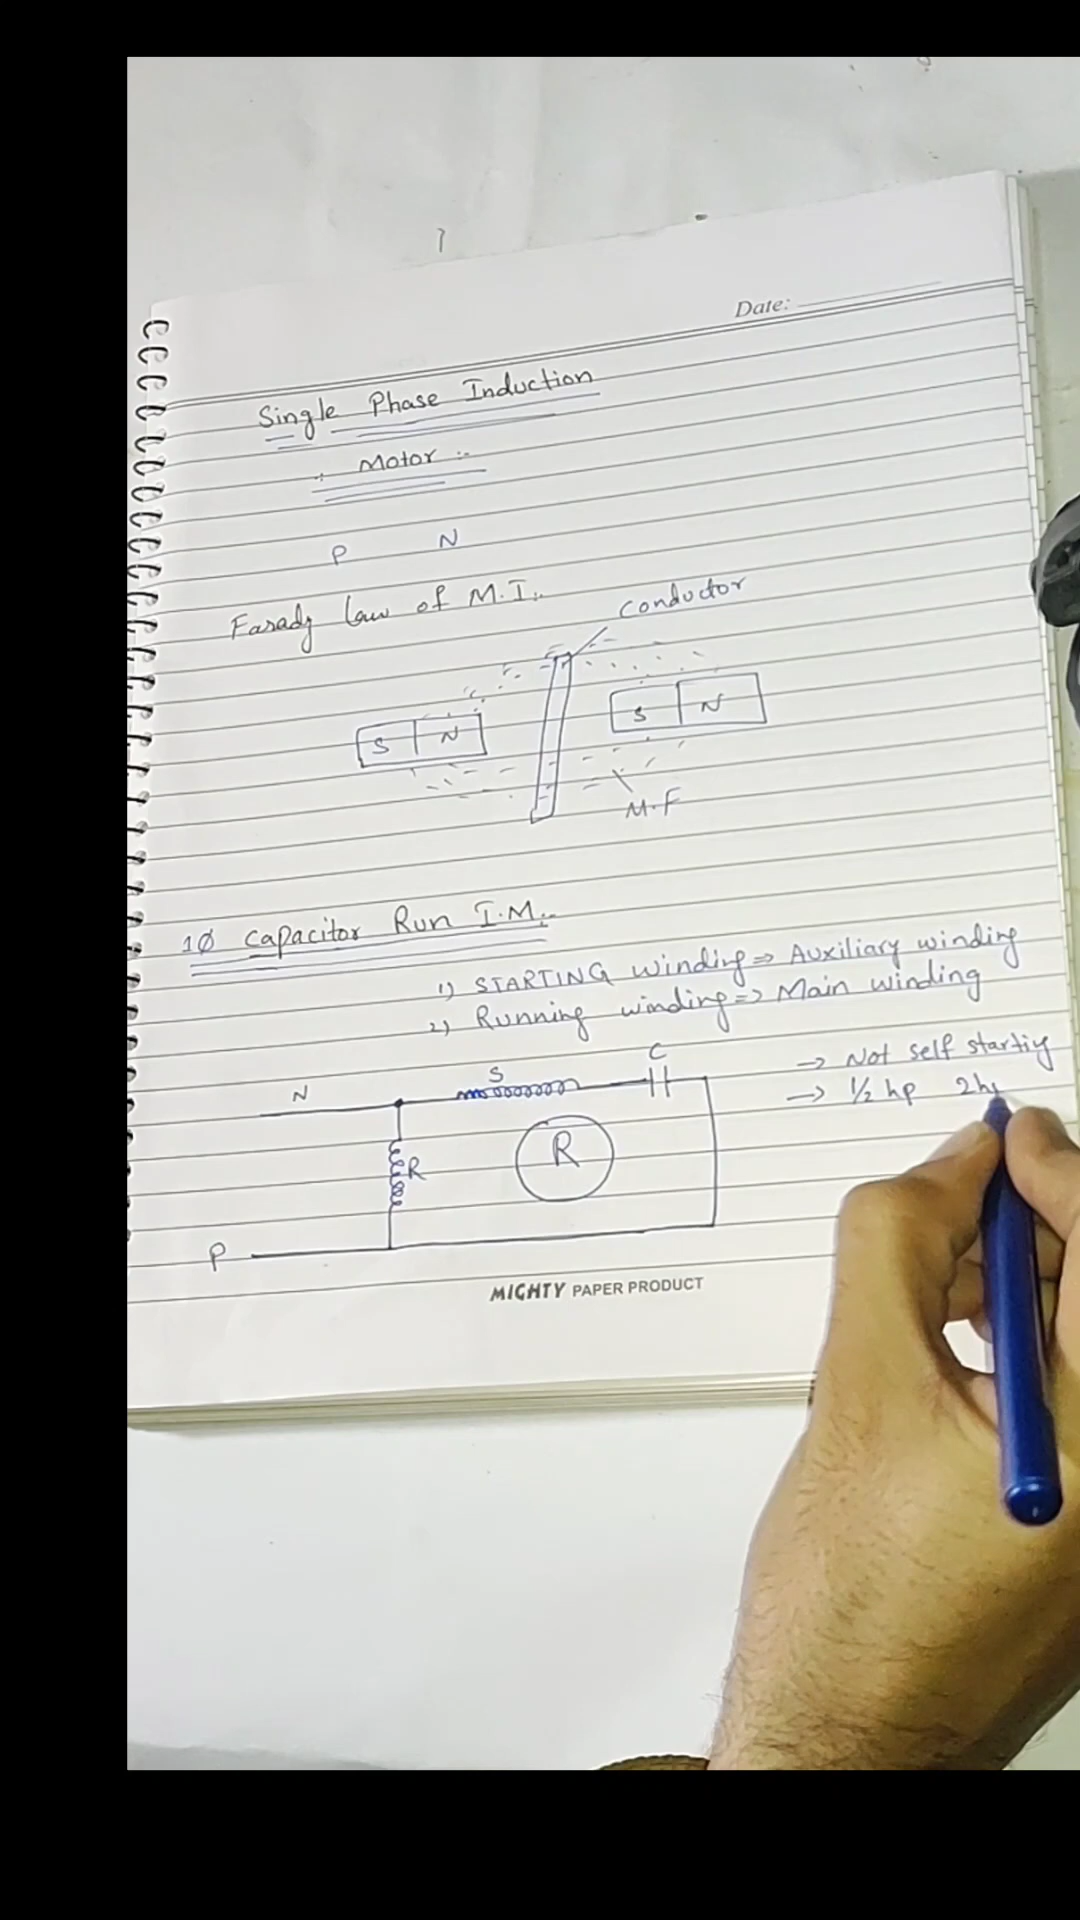 Date:
Single Phase Induction
:- Motor :-
P N
Farady law of M.I:-
Conductor
S N S N
M.F
1Ø Capacitor Run I.M:-
1) STARTING winding => Auxiliary winding
2) Running winding => Main winding
-> Not self starting
-> 1/2 hp 2hp
N S C
R R
P
MIGHTY PAPER PRODUCT